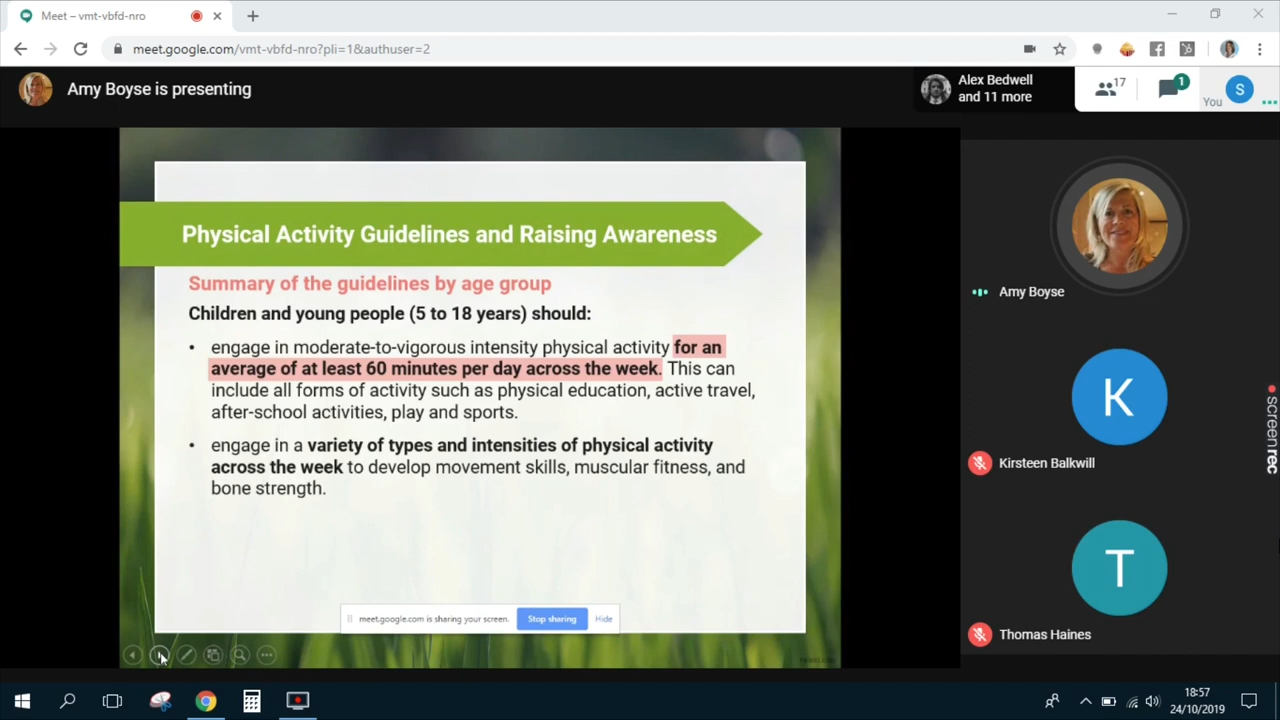 Meet – vmt-vbfd-nro
meet.google.com/vmt-vbfd-nro?pli=1&authuser=2
Amy Boyse is presenting
Alex Bedwell
and 11 more
17
1
You
S
Physical Activity Guidelines and Raising Awareness
Summary of the guidelines by age group
Children and young people (5 to 18 years) should:
• engage in moderate-to-vigorous intensity physical activity for an
average of at least 60 minutes per day across the week. This can
include all forms of activity such as physical education, active travel,
after-school activities, play and sports.
• engage in a variety of types and intensities of physical activity
across the week to develop movement skills, muscular fitness, and
bone strength.
meet.google.com is sharing your screen.
Stop sharing
Hide
Amy Boyse
K
Kirsteen Balkwill
T
Thomas Haines
screenrec
18:57
24/10/2019